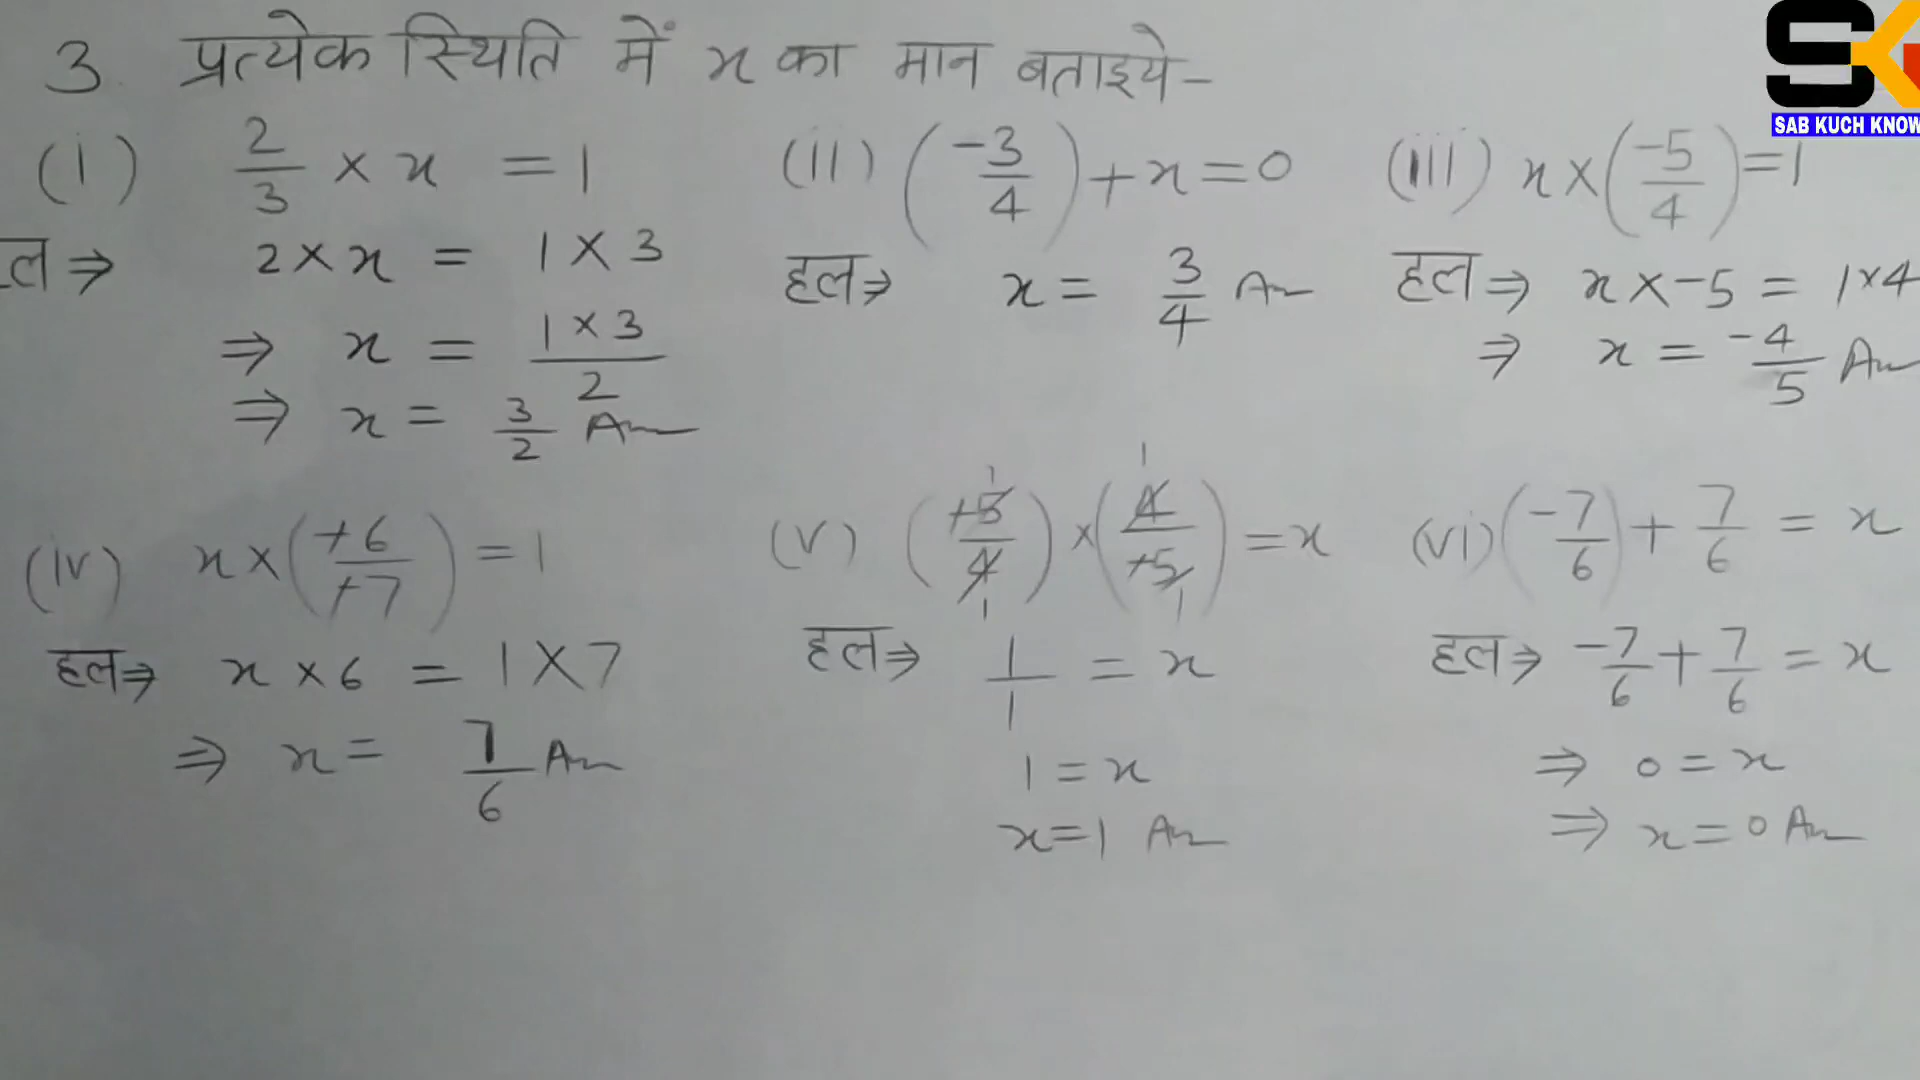 3. प्रत्येक स्थिति में x का मान बताइये-
(i) 2/3 × x = 1
हल ⇒ 2 × x = 1 × 3
⇒ x = 1 × 3 / 2
⇒ x = 3/2 Ans
(ii) (-3/4) + x = 0
हल ⇒ x = 3/4 Ans
(iii) x × (-5/4) = 1
हल ⇒ x × -5 = 1 × 4
⇒ x = -4/5 Ans
(iv) x × (+6/+7) = 1
हल ⇒ x × 6 = 1 × 7
⇒ x = 7/6 Ans
(v) (+5/4) × (4/+5) = x
हल ⇒ 1/1 = x
1 = x
x = 1 Ans
(vi) (-7/6) + 7/6 = x
हल ⇒ -7/6 + 7/6 = x
⇒ 0 = x
⇒ x = 0 Ans
SK
SAB KUCH KNOW